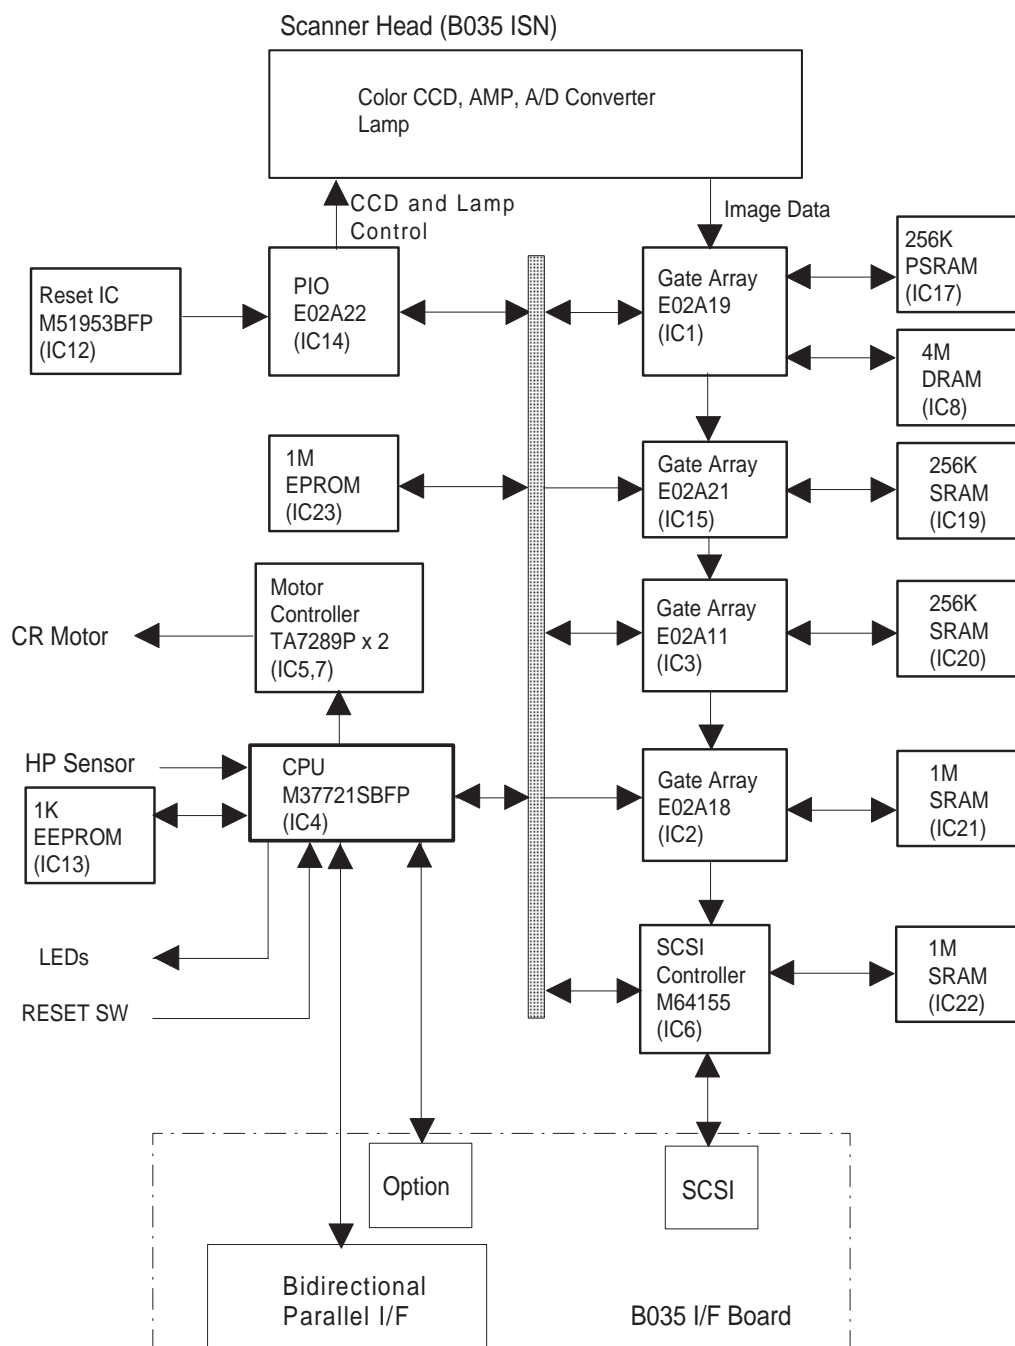 Scanner Head (B035 ISN)
Color CCD, AMP, A/D Converter
Lamp
CCD and Lamp
Control
Image Data
Reset IC
M51953BFP
(IC12)
PIO
E02A22
(IC14)
Gate Array
E02A19
(IC1)
256K
PSRAM
(IC17)
4M
DRAM
(IC8)
1M
EPROM
(IC23)
Gate Array
E02A21
(IC15)
256K
SRAM
(IC19)
CR Motor
Motor
Controller
TA7289P x 2
(IC5,7)
Gate Array
E02A11
(IC3)
256K
SRAM
(IC20)
HP Sensor
1K
EEPROM
(IC13)
CPU
M37721SBFP
(IC4)
Gate Array
E02A18
(IC2)
1M
SRAM
(IC21)
LEDs
RESET SW
SCSI
Controller
M64155
(IC6)
1M
SRAM
(IC22)
Option
SCSI
Bidirectional
Parallel I/F
B035 I/F Board